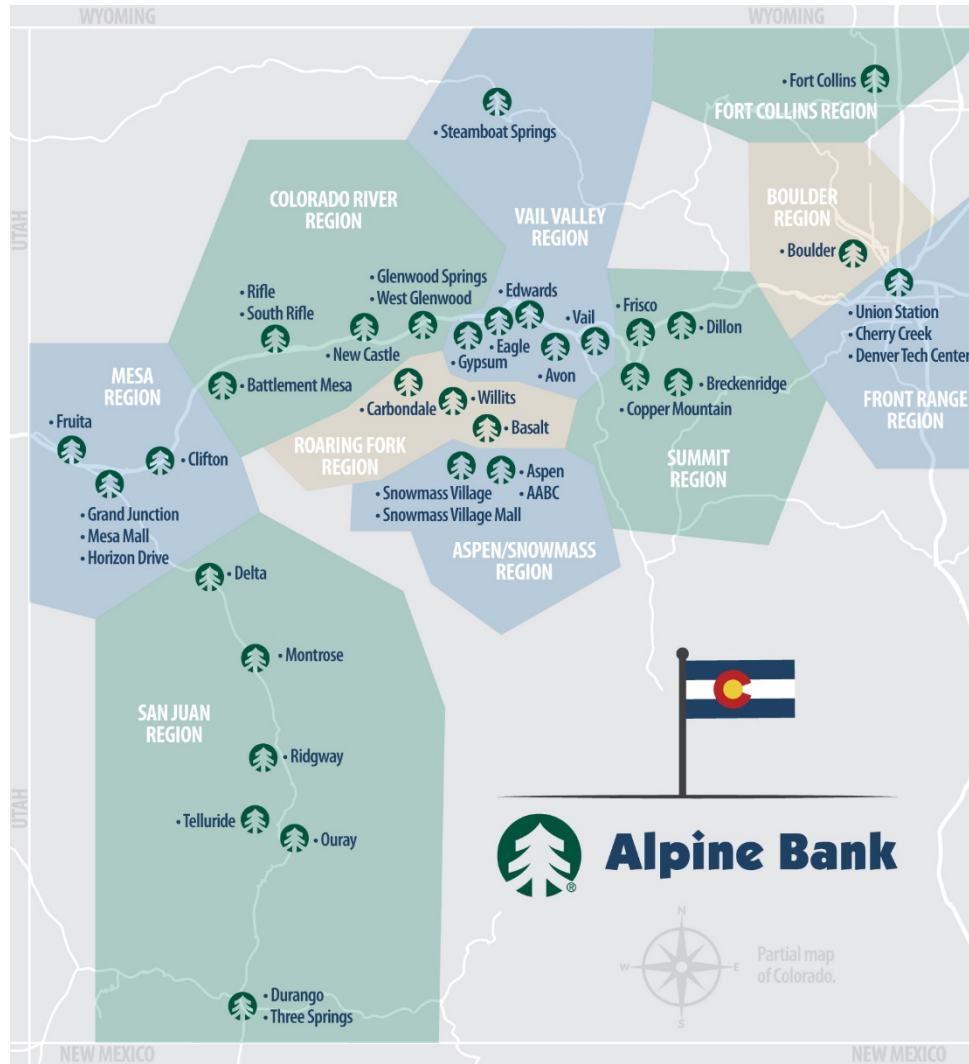 WYOMING
WYOMING
• Fort Collins
FORT COLLINS REGION
• Steamboat Springs
COLORADO RIVER
REGION
VAIL VALLEY
REGION
BOULDER
REGION
• Boulder
UTAH
• Rifle
• South Rifle
• Glenwood Springs
• West Glenwood
• New Castle
• Battlement Mesa
• Edwards
• Eagle
• Gypsum
• Vail
• Avon
• Frisco
• Dillon
• Breckenridge
• Copper Mountain
SUMMIT
REGION
• Union Station
• Cherry Creek
• Denver Tech Center
FRONT RANGE
REGION
MESA
REGION
• Fruita
• Clifton
• Grand Junction
• Mesa Mall
• Horizon Drive
• Carbondale
• Willits
• Basalt
ROARING FORK
REGION
• Snowmass Village
• Snowmass Village Mall
• Aspen
• AABC
ASPEN/SNOWMASS
REGION
• Delta
• Montrose
SAN JUAN
REGION
• Ridgway
• Telluride
• Ouray
UTAH
• Durango
• Three Springs
C
Alpine Bank
®
N
W
E
S
Partial map
of Colorado.
NEW MEXICO
NEW MEXICO